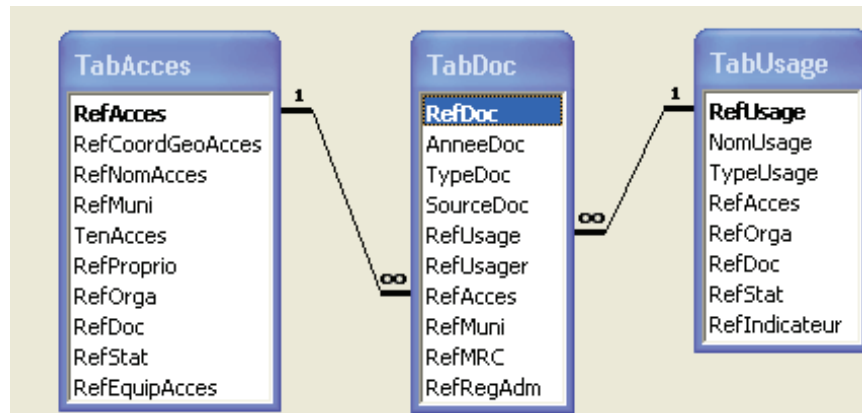 TabAcces
RefAcces
RefCoordGeoAcces
RefNomAcces
RefMuni
TenAcces
RefProprio
RefOrga
RefDoc
RefStat
RefEquipAcces
1
∞
TabDoc
RefDoc
AnneeDoc
TypeDoc
SourceDoc
RefUsage
RefUsager
RefAcces
RefMuni
RefMRC
RefRegAdm
1
∞
TabUsage
RefUsage
NomUsage
TypeUsage
RefAcces
RefOrga
RefDoc
RefStat
RefIndicateur